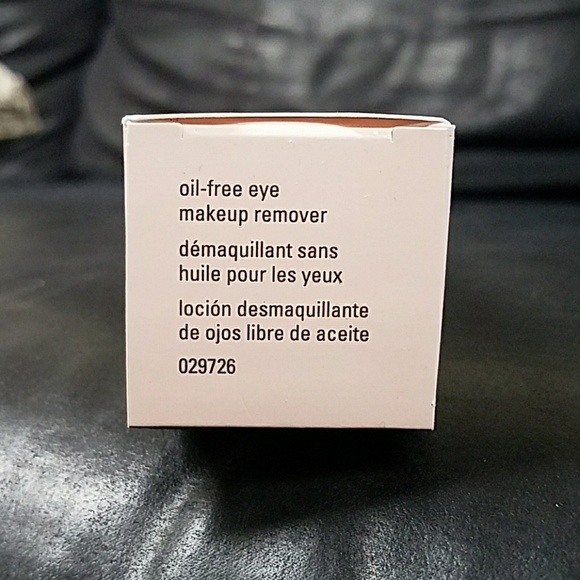 oil-free eye
makeup remover
démaquillant sans
huile pour les yeux
loción desmaquillante
de ojos libre de aceite
029726